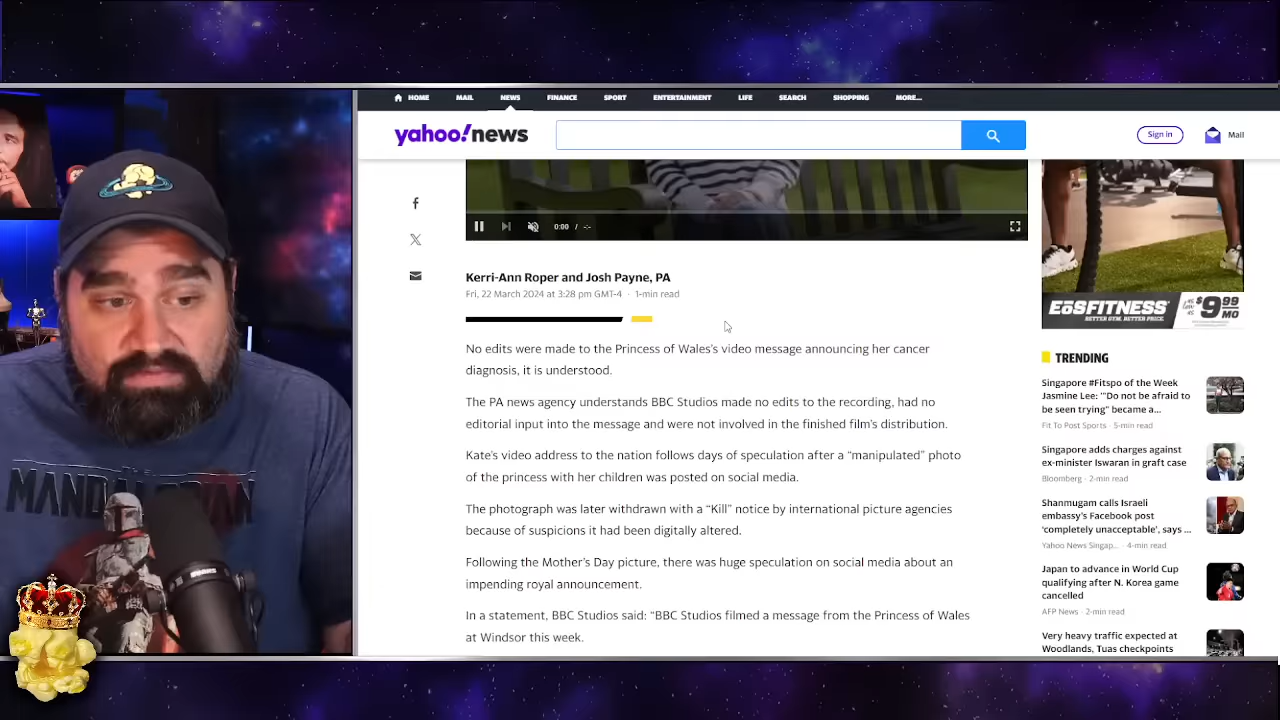 HOME MAIL NEWS FINANCE SPORT ENTERTAINMENT LIFE SEARCH SHOPPING MORE...
yahoo!news
Sign in
Mail
0:00 / -:-
EōSFITNESS
BETTER GYM. BETTER PRICE.
$9.99
MO
Kerri-Ann Roper and Josh Payne, PA
Fri, 22 March 2024 at 3:28 pm GMT-4 · 1-min read
No edits were made to the Princess of Wales's video message announcing her cancer
diagnosis, it is understood.
The PA news agency understands BBC Studios made no edits to the recording, had no
editorial input into the message and were not involved in the finished film's distribution.
Kate's video address to the nation follows days of speculation after a “manipulated” photo
of the princess with her children was posted on social media.
The photograph was later withdrawn with a “Kill” notice by international picture agencies
because of suspicions it had been digitally altered.
Following the Mother's Day picture, there was huge speculation on social media about an
impending royal announcement.
In a statement, BBC Studios said: “BBC Studios filmed a message from the Princess of Wales
at Windsor this week.
TRENDING
Singapore #Fitspo of the Week
Jasmine Lee: '"Do not be afraid to
be seen trying" became a...
Fit To Post Sports · 5-min read
Singapore adds charges against
ex-minister Iswaran in graft case
Bloomberg · 2-min read
Shanmugam calls Israeli
embassy's Facebook post
'completely unacceptable', says ...
Yahoo News Singap... · 4-min read
Japan to advance in World Cup
qualifying after N. Korea game
cancelled
AFP News · 2-min read
Very heavy traffic expected at
Woodlands, Tuas checkpoints
MANDALORIAN